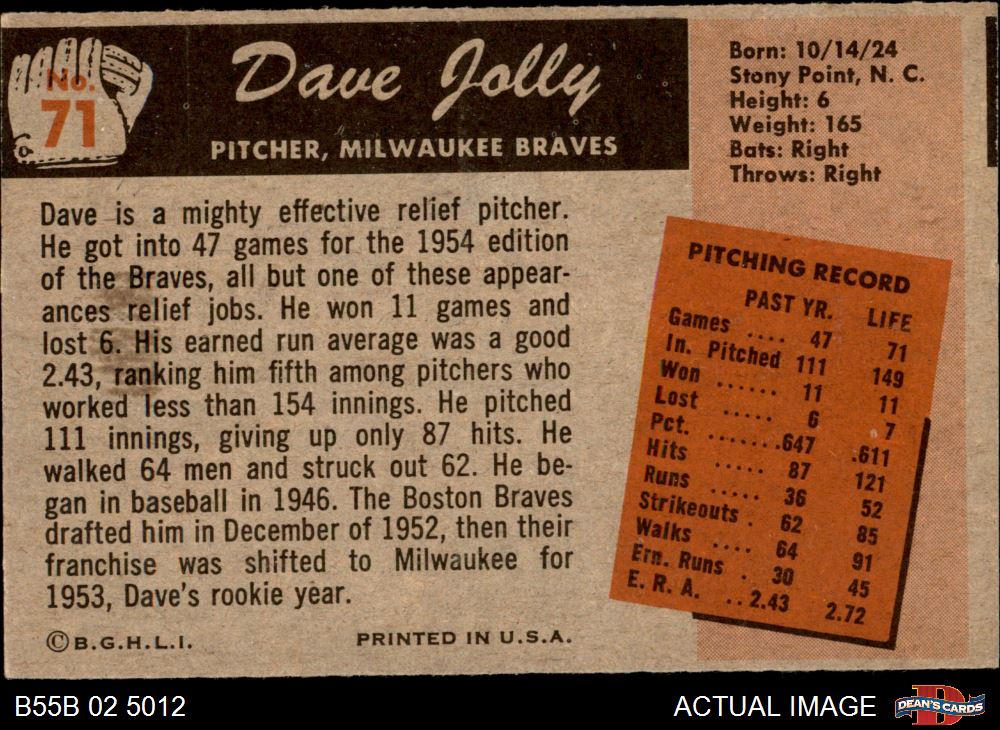 No.
71
Dave Jolly
PITCHER, MILWAUKEE BRAVES
Born: 10/14/24
Stony Point, N. C.
Height: 6
Weight: 165
Bats: Right
Throws: Right
Dave is a mighty effective relief pitcher.
He got into 47 games for the 1954 edition
of the Braves, all but one of these appear-
ances relief jobs. He won 11 games and
lost 6. His earned run average was a good
2.43, ranking him fifth among pitchers who
worked less than 154 innings. He pitched
111 innings, giving up only 87 hits. He
walked 64 men and struck out 62. He be-
gan in baseball in 1946. The Boston Braves
drafted him in December of 1952, then their
franchise was shifted to Milwaukee for
1953, Dave's rookie year.
©B.G.H.L.I. PRINTED IN U.S.A.
PITCHING RECORD
PAST YR. LIFE
Games .... 47 71
In. Pitched 111 149
Won ...... 11 11
Lost ..... 6 7
Pct. .......647 .611
Hits ..... 87 121
Runs ..... 36 52
Strikeouts . 62 85
Walks .... 64 91
Ern. Runs . 30 45
E. R. A. ..2.43 2.72
B55B 02 5012
ACTUAL IMAGE
D
DEAN'S CARDS